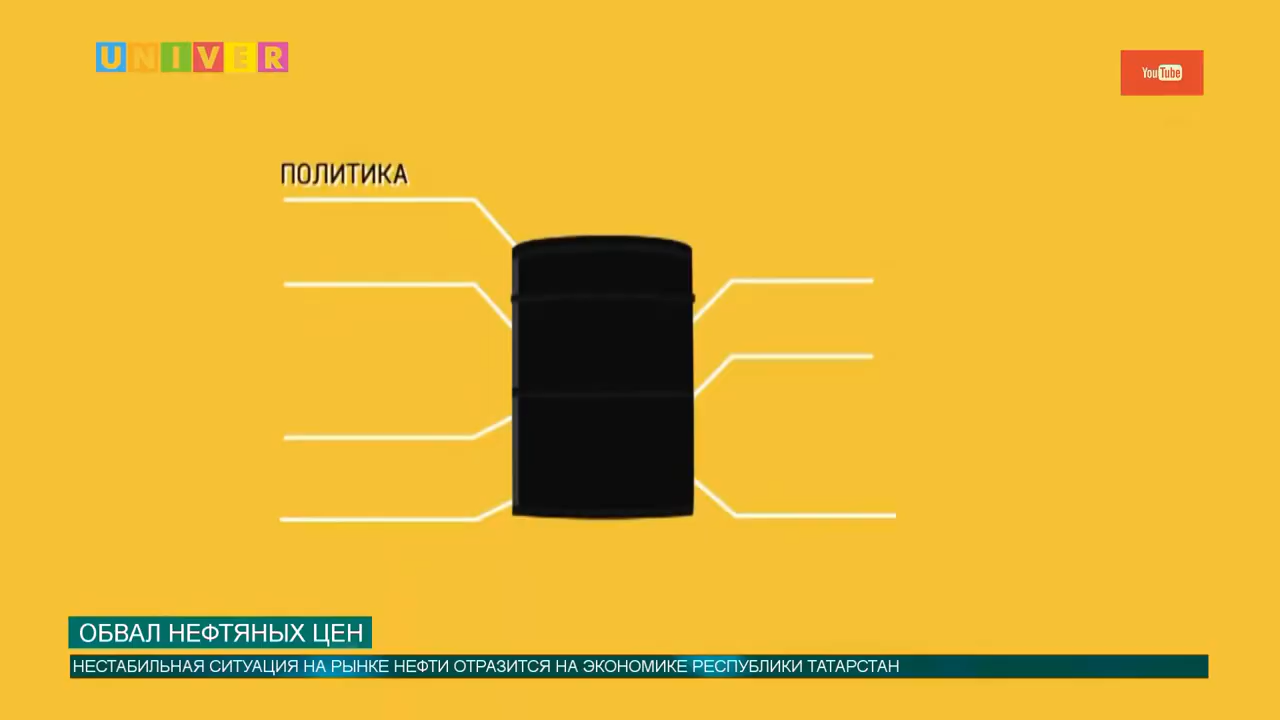 UNIVER
YouTube
ПОЛИТИКА
ОБВАЛ НЕФТЯНЫХ ЦЕН
НЕСТАБИЛЬНАЯ СИТУАЦИЯ НА РЫНКЕ НЕФТИ ОТРАЗИТСЯ НА ЭКОНОМИКЕ РЕСПУБЛИКИ ТАТАРСТАН